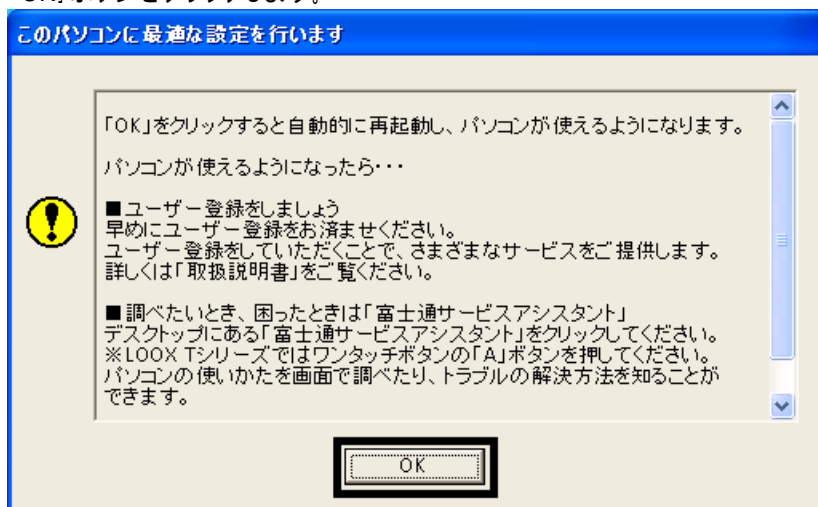 「OK」ボタンをクリックします。
このパソコンに最適な設定を行います
「OK」をクリックすると自動的に再起動し、パソコンが使えるようになります。
パソコンが使えるようになったら・・・
■ユーザー登録をしましょう
早めにユーザー登録をお済ませください。
ユーザー登録をしていただくことで、さまざまなサービスをご提供します。
詳しくは「取扱説明書」をご覧ください。
■調べたいとき、困ったときは「富士通サービスアシスタント」
デスクトップにある「富士通サービスアシスタント」をクリックしてください。
※LOOX Tシリーズではワンタッチボタンの「A」ボタンを押してください。
パソコンの使いかたを画面で調べたり、トラブルの解決方法を知ることが
できます。
OK